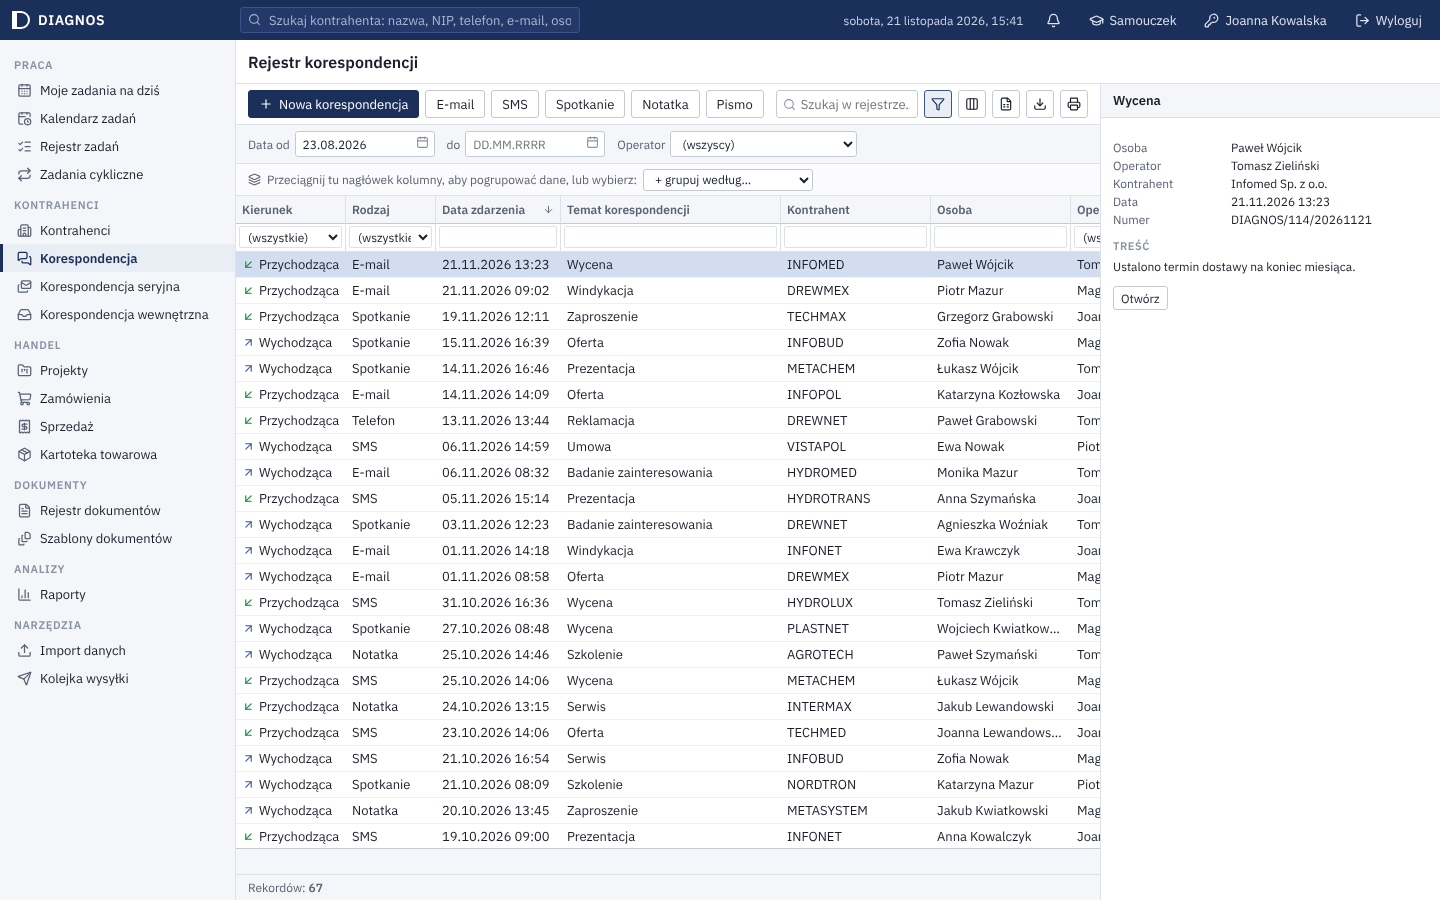 DIAGNOS
Szukaj kontrahenta: nazwa, NIP, telefon, e-mail, oso
sobota, 21 listopada 2026, 15:41
Samouczek
Joanna Kowalska
Wyloguj
PRACA
Moje zadania na dziś
Kalendarz zadań
Rejestr zadań
Zadania cykliczne
KONTRAHENCI
Kontrahenci
Korespondencja
Korespondencja seryjna
Korespondencja wewnętrzna
HANDEL
Projekty
Zamówienia
Sprzedaż
Kartoteka towarowa
DOKUMENTY
Rejestr dokumentów
Szablony dokumentów
ANALIZY
Raporty
NARZĘDZIA
Import danych
Kolejka wysyłki
Rejestr korespondencji
Nowa korespondencja E-mail SMS Spotkanie Notatka Pismo Szukaj w rejestrze.
Data od 23.08.2026 do DD.MM.RRRR Operator (wszyscy)
Przeciągnij tu nagłówek kolumny, aby pogrupować dane, lub wybierz: + grupuj według...
Kierunek Rodzaj Data zdarzenia Temat korespondencji Kontrahent Osoba Ope
(wszystkie) (wszystkie (ws
Przychodząca E-mail 21.11.2026 13:23 Wycena INFOMED Paweł Wójcik Tom
Przychodząca E-mail 21.11.2026 09:02 Windykacja DREWMEX Piotr Mazur Mag
Przychodząca Spotkanie 19.11.2026 12:11 Zaproszenie TECHMAX Grzegorz Grabowski Joar
Wychodząca Spotkanie 15.11.2026 16:39 Oferta INFOBUD Zofia Nowak Mag
Wychodząca Spotkanie 14.11.2026 16:46 Prezentacja METACHEM Łukasz Wójcik Tom
Przychodząca E-mail 14.11.2026 14:09 Oferta INFOPOL Katarzyna Kozłowska Joar
Przychodząca Telefon 13.11.2026 13:44 Reklamacja DREWNET Paweł Grabowski Tom
Wychodząca SMS 06.11.2026 14:59 Umowa VISTAPOL Ewa Nowak Piot
Wychodząca E-mail 06.11.2026 08:32 Badanie zainteresowania HYDROMED Monika Mazur Tom
Przychodząca SMS 05.11.2026 15:14 Prezentacja HYDROTRANS Anna Szymańska Joar
Wychodząca Spotkanie 03.11.2026 12:23 Badanie zainteresowania DREWNET Agnieszka Woźniak Tom
Wychodząca E-mail 01.11.2026 14:18 Windykacja INFONET Ewa Krawczyk Joar
Wychodząca E-mail 01.11.2026 08:58 Oferta DREWMEX Piotr Mazur Mag
Przychodząca SMS 31.10.2026 16:36 Wycena HYDROLUX Tomasz Zieliński Tom
Wychodząca Spotkanie 27.10.2026 08:48 Wycena PLASTNET Wojciech Kwiatkow... Mag
Wychodząca Notatka 25.10.2026 14:46 Szkolenie AGROTECH Paweł Szymański Tom
Przychodząca SMS 25.10.2026 14:06 Wycena METACHEM Łukasz Wójcik Mag
Przychodząca Notatka 24.10.2026 13:15 Serwis INTERMAX Jakub Lewandowski Joar
Przychodząca SMS 23.10.2026 14:06 Oferta TECHMED Joanna Lewandows... Joar
Wychodząca SMS 21.10.2026 16:54 Serwis INFOBUD Zofia Nowak Mag
Wychodząca Spotkanie 21.10.2026 08:09 Szkolenie NORDTRON Katarzyna Mazur Piot
Wychodząca Notatka 20.10.2026 13:45 Zaproszenie METASYSTEM Jakub Kwiatkowski Mag
Przychodząca SMS 19.10.2026 09:00 Prezentacja INFONET Anna Kowalczyk Joar
Rekordów: 67
Wycena
Osoba Paweł Wójcik
Operator Tomasz Zieliński
Kontrahent Infomed Sp. z o.o.
Data 21.11.2026 13:23
Numer DIAGNOS/114/20261121
TREŚĆ
Ustalono termin dostawy na koniec miesiąca.
Otwórz